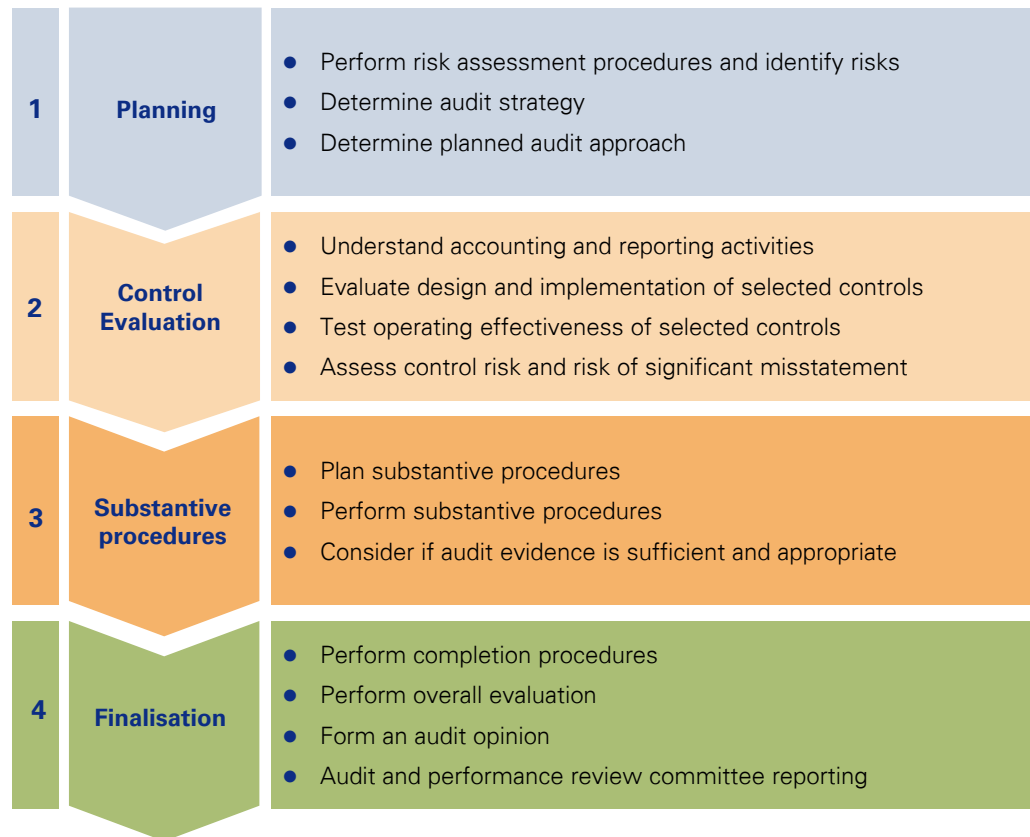 1
Planning
● Perform risk assessment procedures and identify risks
● Determine audit strategy
● Determine planned audit approach
2
Control
Evaluation
● Understand accounting and reporting activities
● Evaluate design and implementation of selected controls
● Test operating effectiveness of selected controls
● Assess control risk and risk of significant misstatement
3
Substantive
procedures
● Plan substantive procedures
● Perform substantive procedures
● Consider if audit evidence is sufficient and appropriate
4
Finalisation
● Perform completion procedures
● Perform overall evaluation
● Form an audit opinion
● Audit and performance review committee reporting